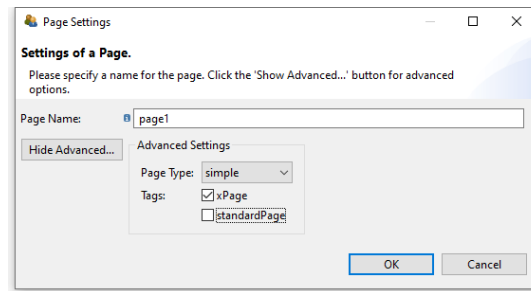 Page Settings
Settings of a Page.
Please specify a name for the page. Click the 'Show Advanced...' button for advanced
options.
Page Name: page1
Hide Advanced...
Advanced Settings
Page Type: simple
Tags: xPage
standardPage
OK Cancel